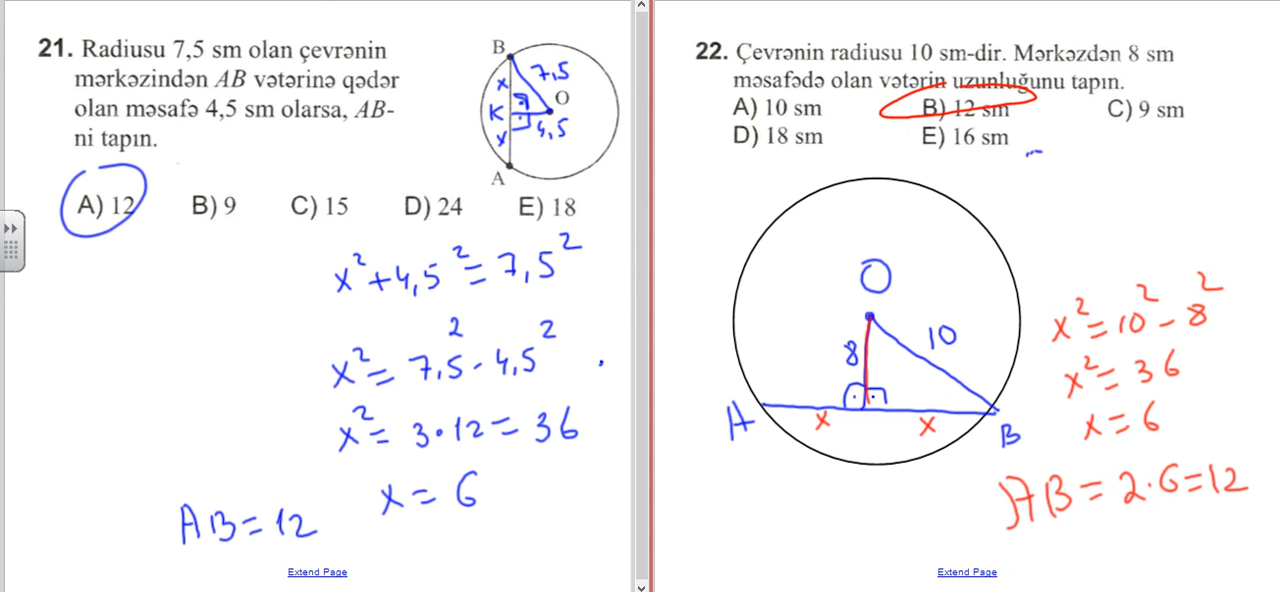 21. Radiusu 7,5 sm olan çevrənin
mərkəzindən AB vətərinə qədər
olan məsafə 4,5 sm olarsa, AB-
ni tapın.
B
7,5
x
O
K
4,5
x
A
A) 12 B) 9 C) 15 D) 24 E) 18
x² + 4,5² = 7,5²
x² = 7,5² - 4,5²
x² = 3 • 12 = 36
x = 6
AB = 12
Extend Page
22. Çevrənin radiusu 10 sm-dir. Mərkəzdən 8 sm
məsafədə olan vətərin uzunluğunu tapın.
A) 10 sm B) 12 sm C) 9 sm
D) 18 sm E) 16 sm
O
10
8
A
x
x
B
x² = 10² - 8²
x² = 36
x = 6
AB = 2 · 6 = 12
Extend Page